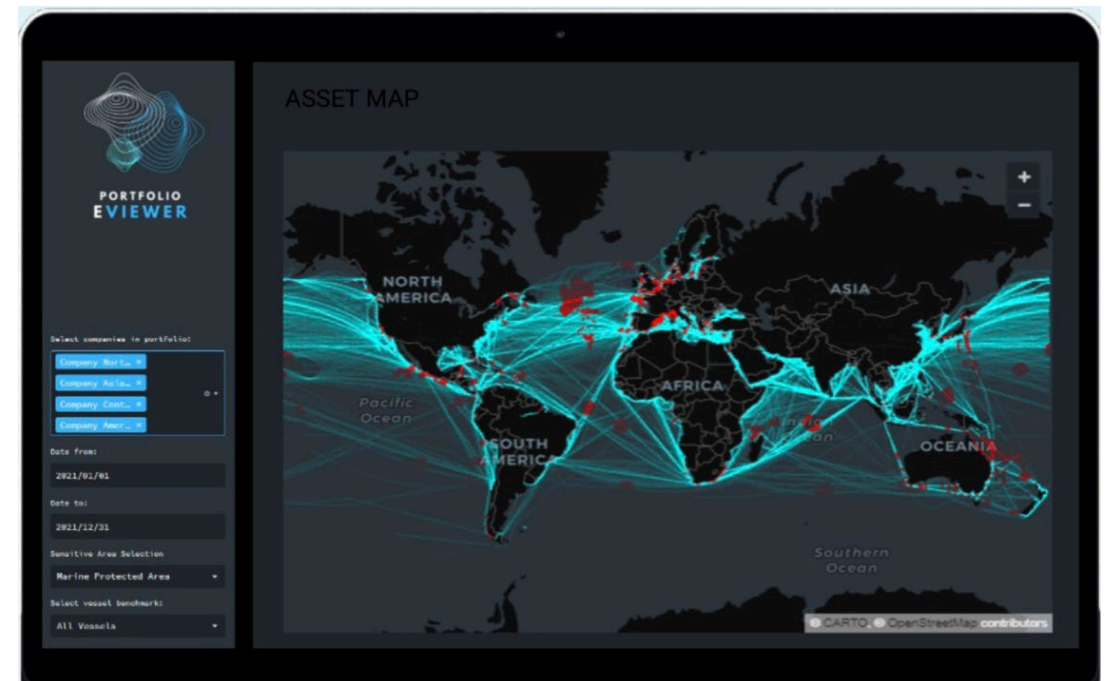 PORTFOLIO
EVIEWER
Select companies in portfolio:
Company Nort… ×
Company Asia… ×
Company Cent… ×
Company Amer… ×
Date from:
2021/01/01
Date to:
2021/12/31
Sensitive Area Selection
Marine Protected Area
Select vessel benchmark:
All Vessels
ASSET MAP
+
−
NORTH
AMERICA
ASIA
AFRICA
Pacific
Ocean
Indian
Ocean
SOUTH
AMERICA
OCEANIA
Southern
Ocean
© CARTO, © OpenStreetMap contributors